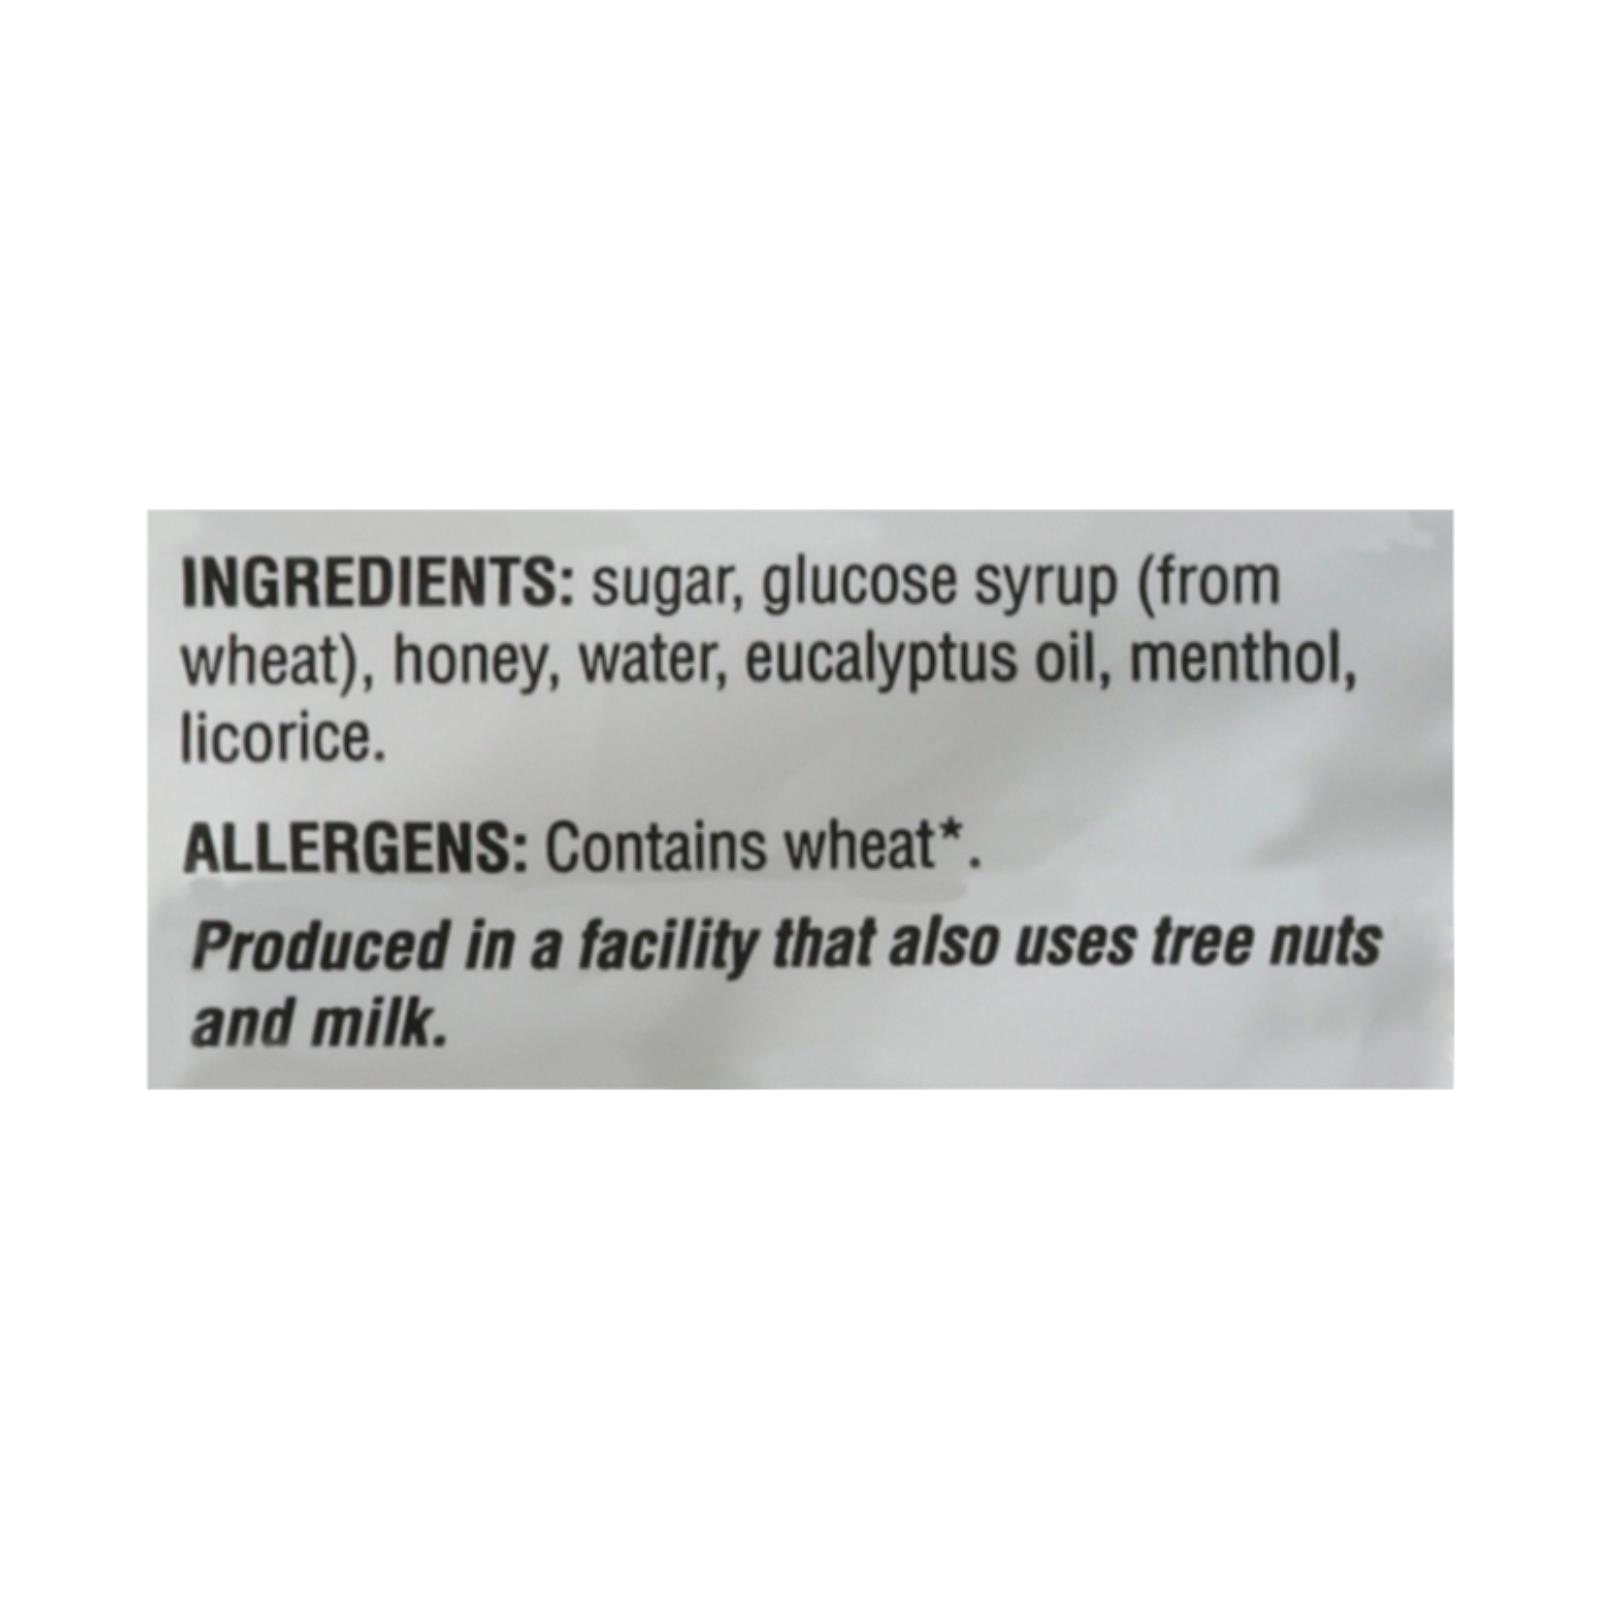 INGREDIENTS: sugar, glucose syrup (from
wheat), honey, water, eucalyptus oil, menthol,
licorice.
ALLERGENS: Contains wheat*.
Produced in a facility that also uses tree nuts
and milk.